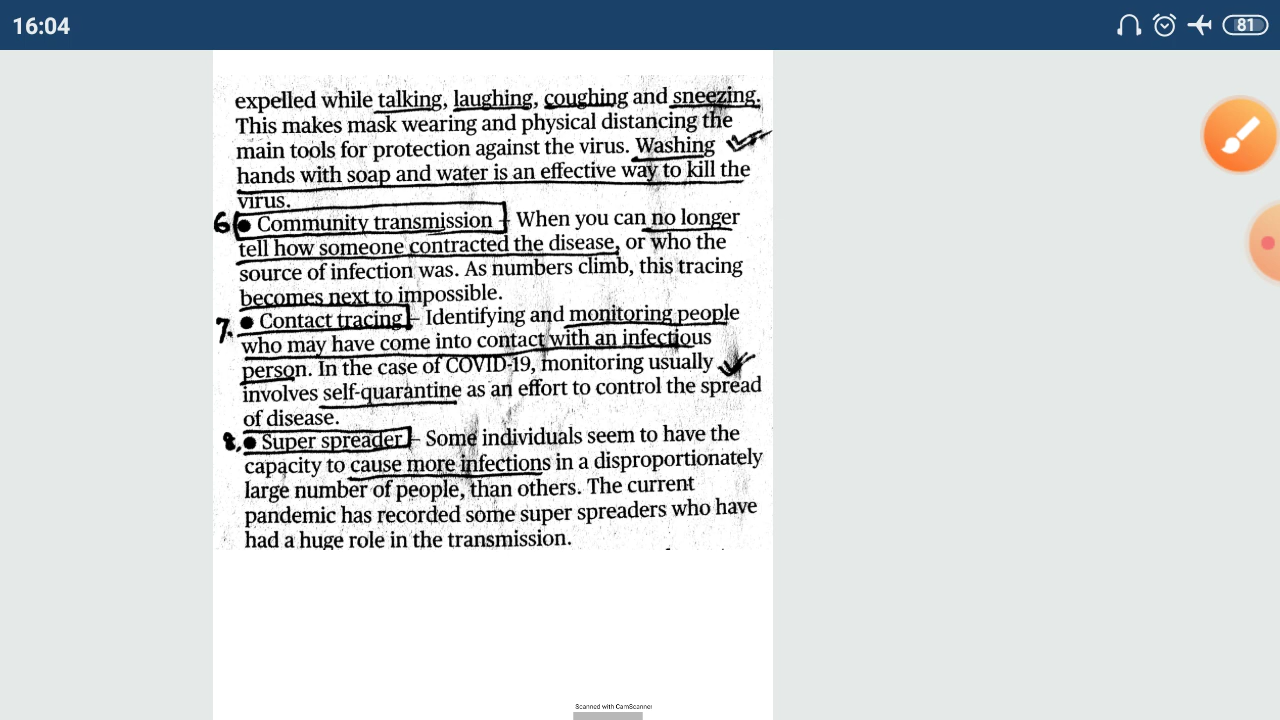 16:04
81
expelled while talking, laughing, coughing and sneezing.
This makes mask wearing and physical distancing the
main tools for protection against the virus. Washing
hands with soap and water is an effective way to kill the
virus.
6 ● Community transmission – When you can no longer
tell how someone contracted the disease, or who the
source of infection was. As numbers climb, this tracing
becomes next to impossible.
7. ● Contact tracing – Identifying and monitoring people
who may have come into contact with an infectious
person. In the case of COVID-19, monitoring usually
involves self-quarantine as an effort to control the spread
of disease.
8. ● Super spreader – Some individuals seem to have the
capacity to cause more infections in a disproportionately
large number of people, than others. The current
pandemic has recorded some super spreaders who have
had a huge role in the transmission.
Scanned with CamScanner